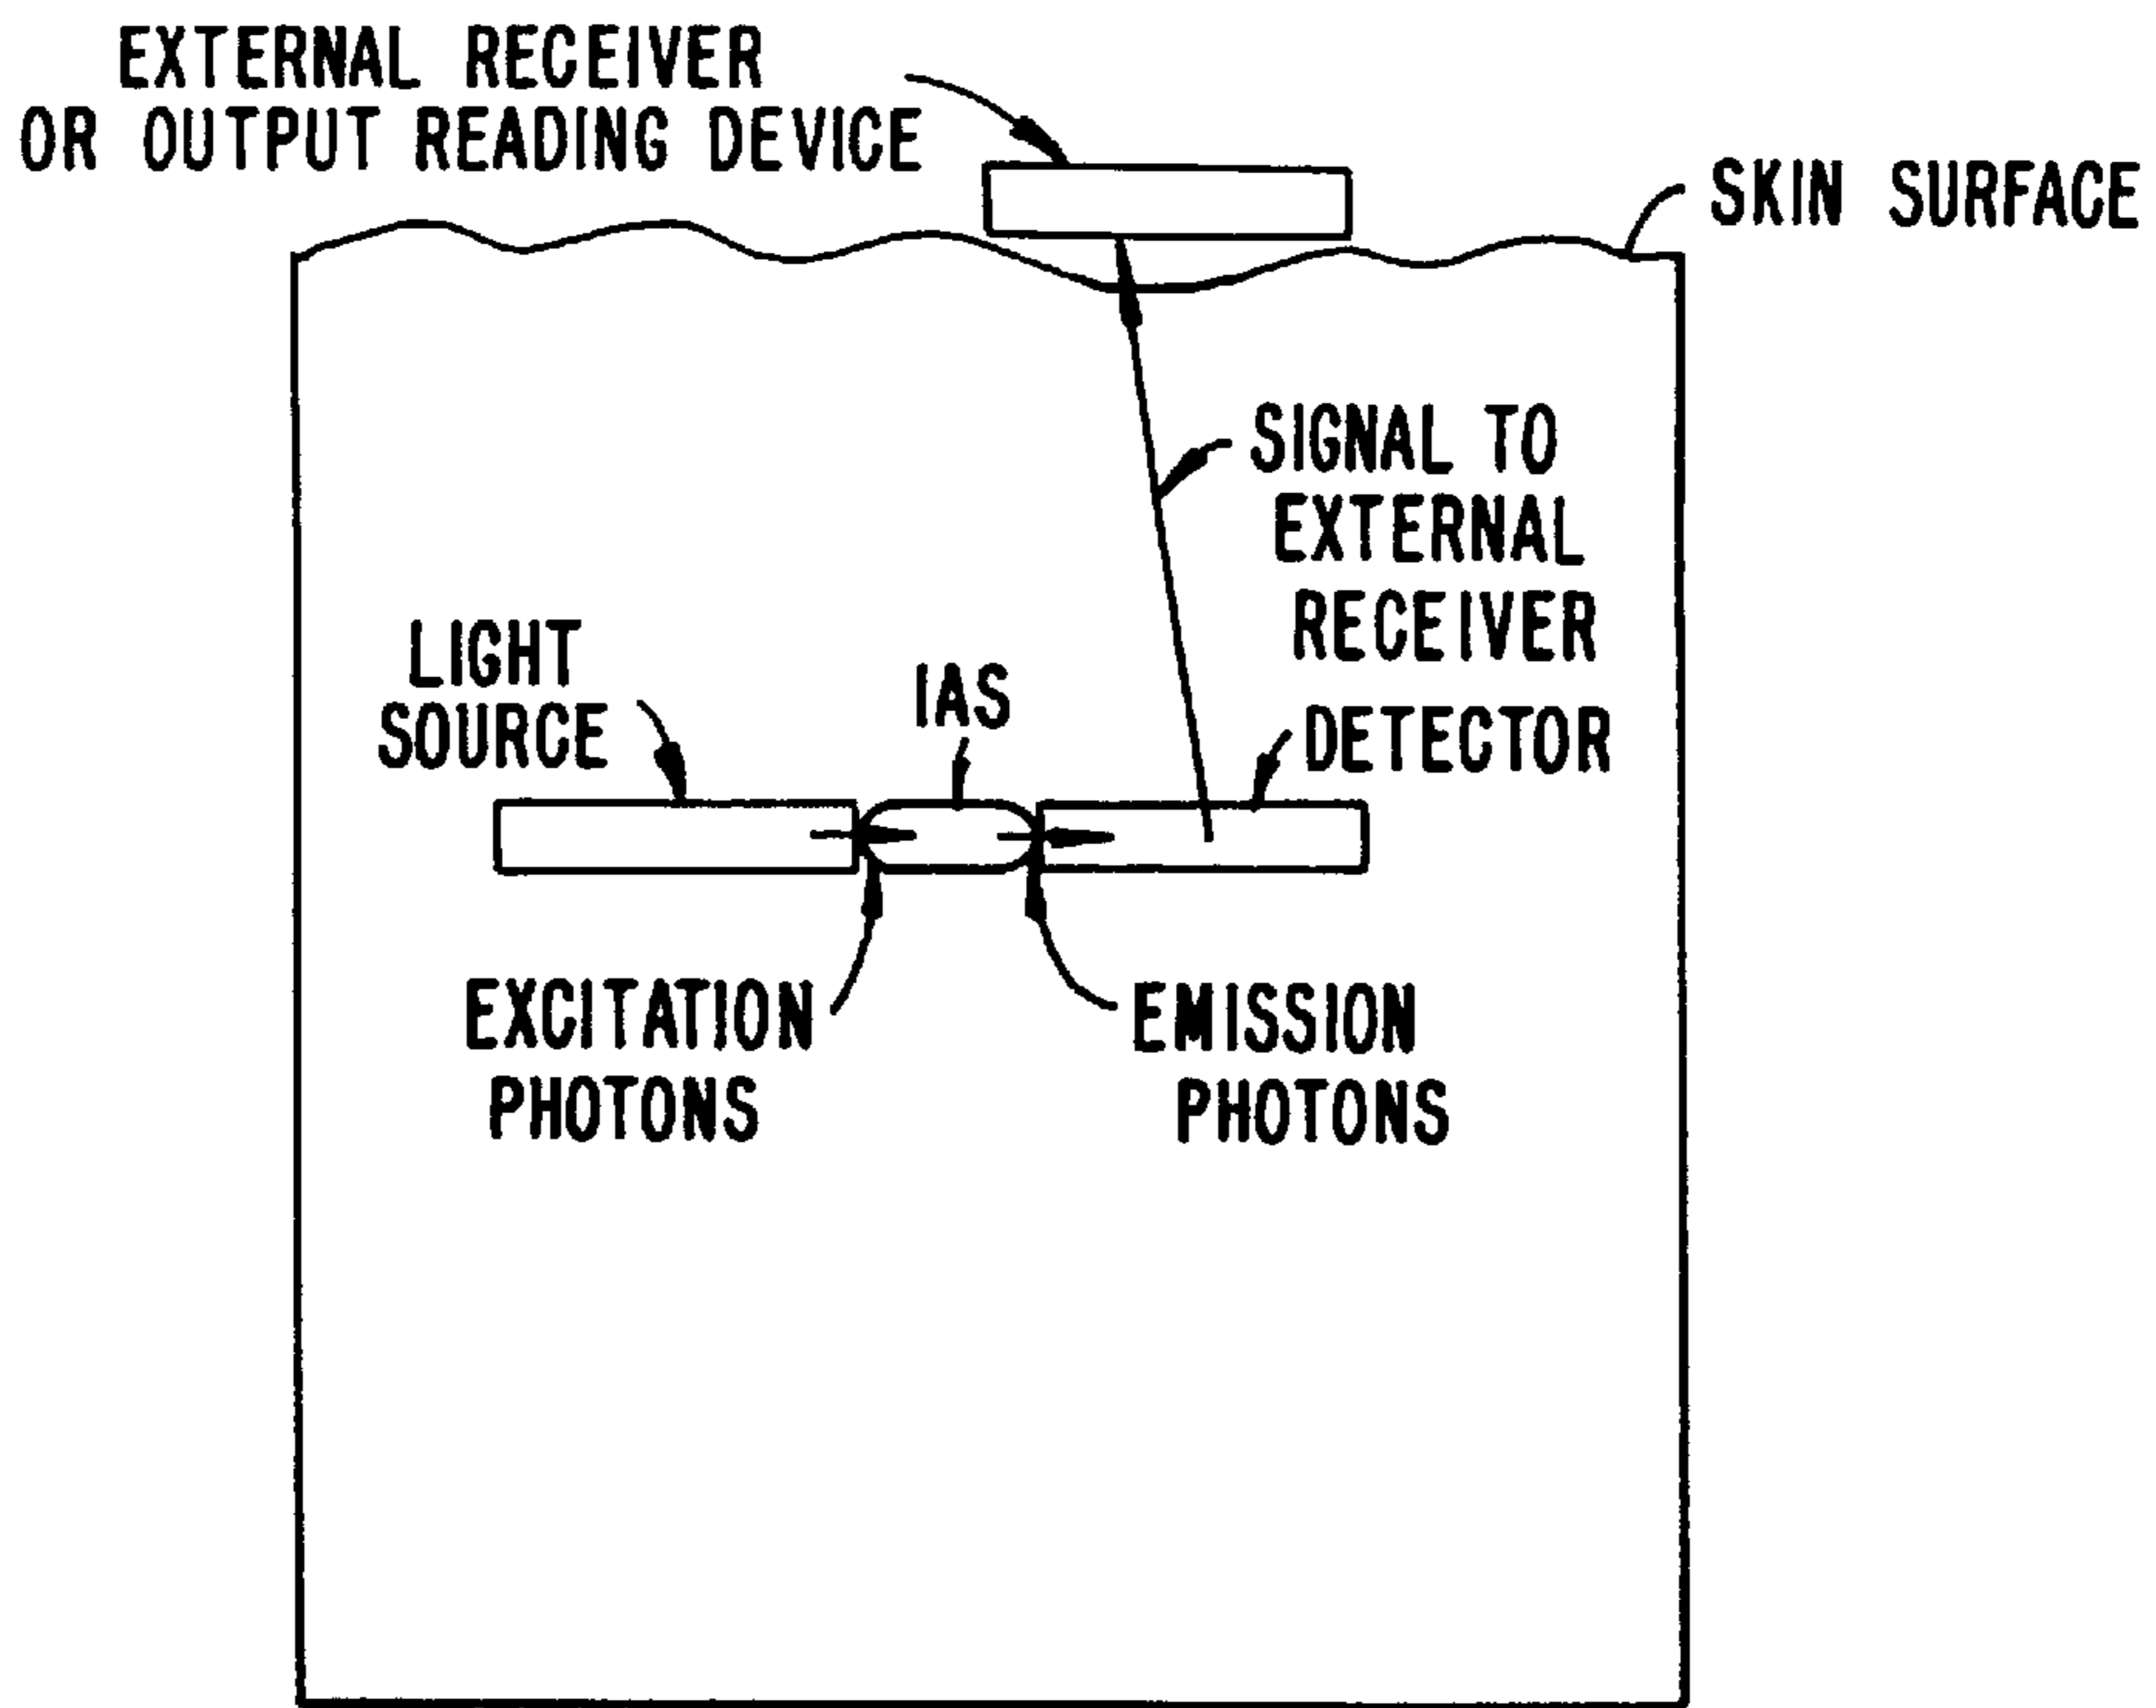 EXTERNAL RECEIVER
OR OUTPUT READING DEVICE
SKIN SURFACE
SIGNAL TO
EXTERNAL
RECEIVER
LIGHT
SOURCE
IAS
DETECTOR
EXCITATION
PHOTONS
EMISSION
PHOTONS